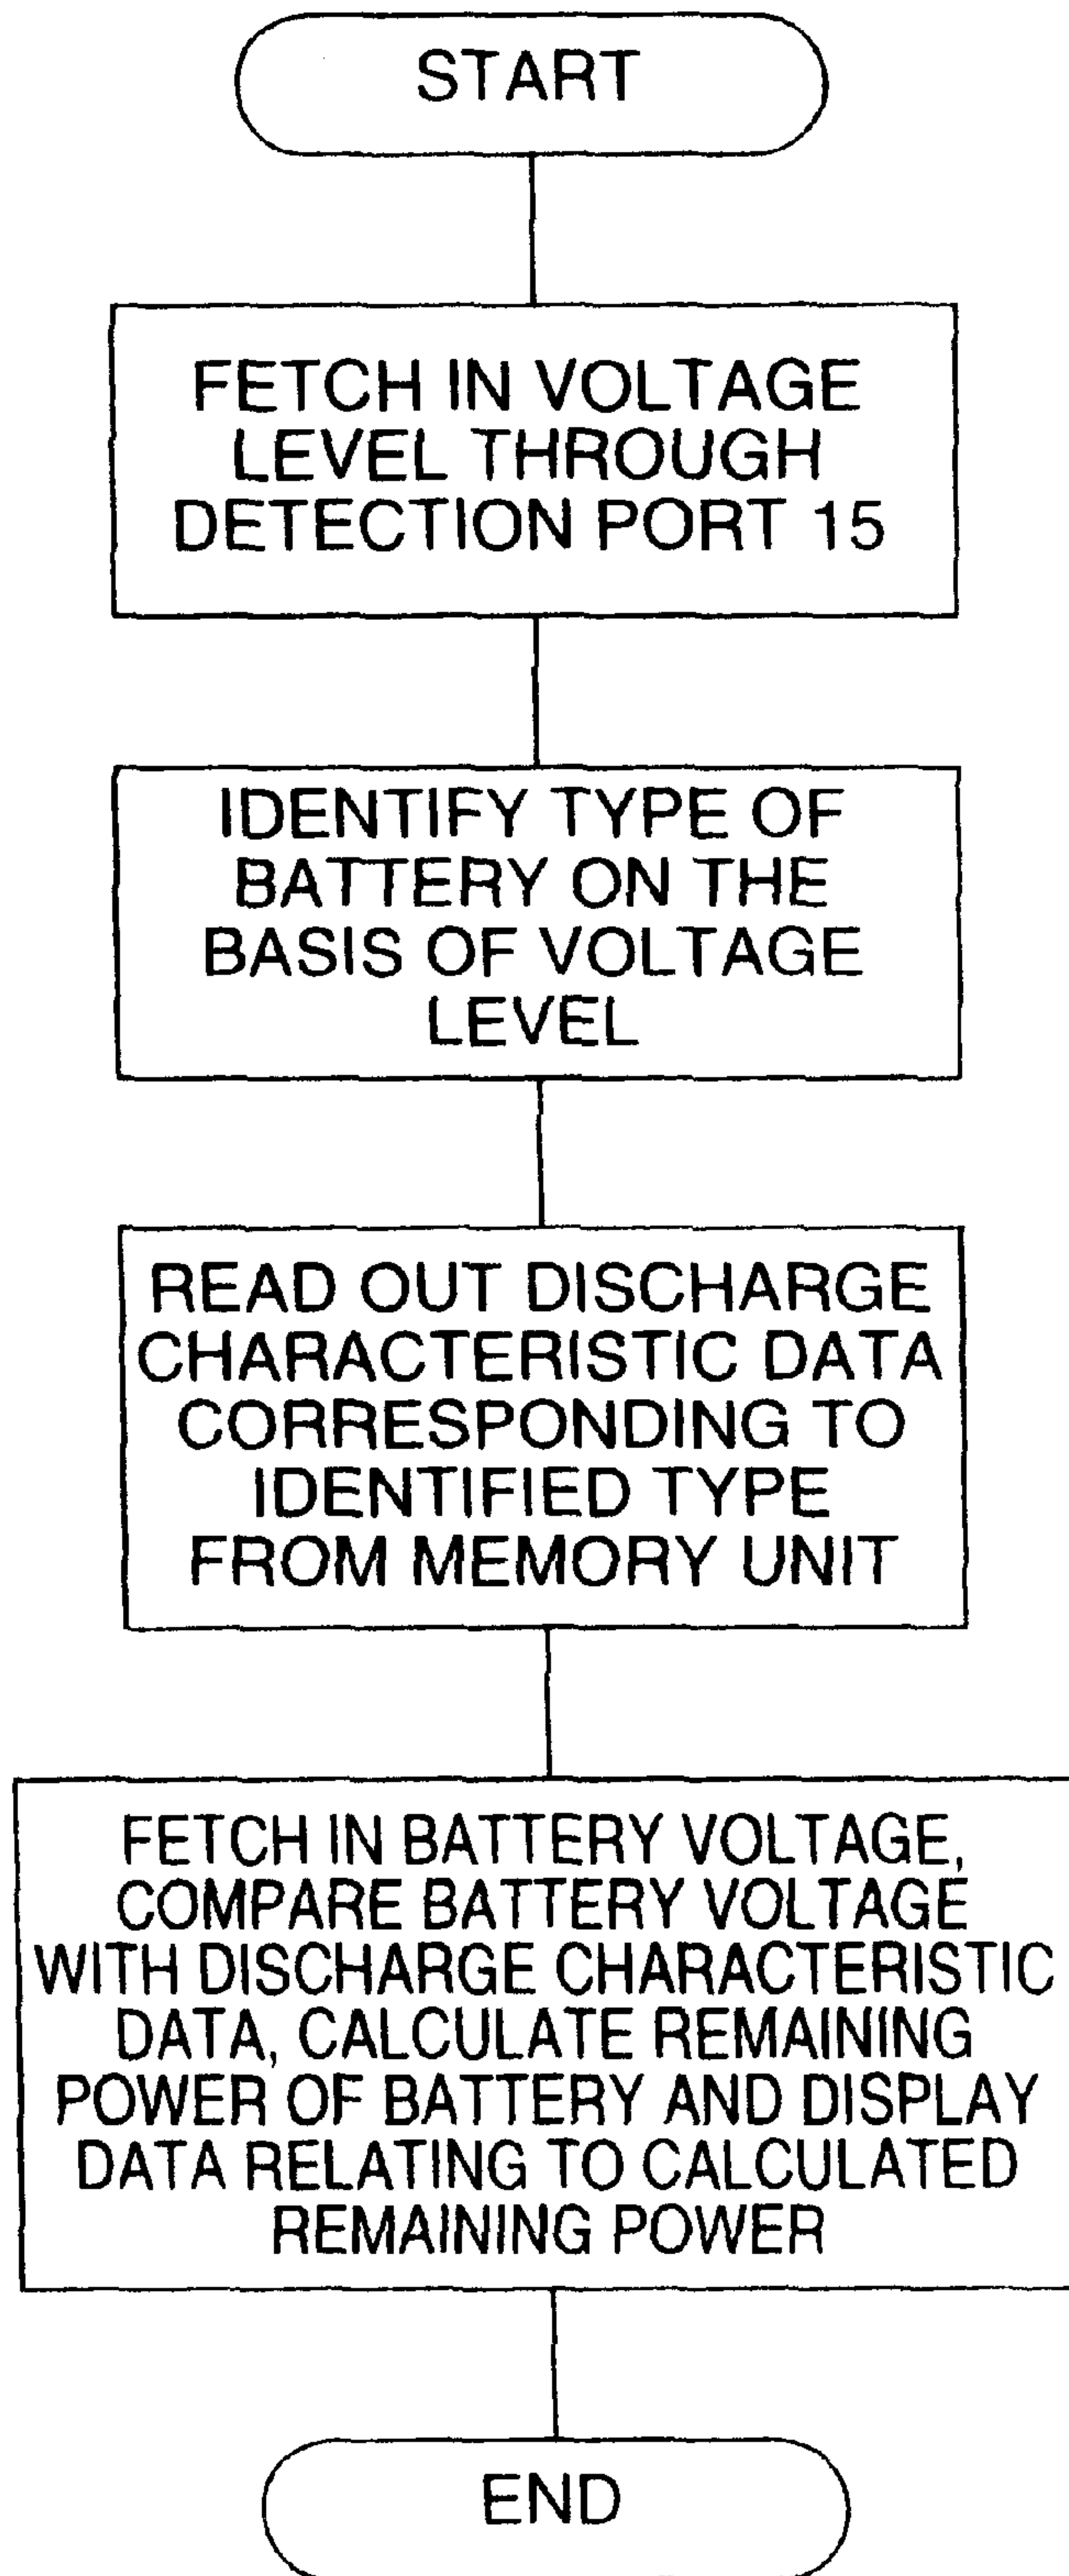 START
FETCH IN VOLTAGE
LEVEL THROUGH
DETECTION PORT 15
IDENTIFY TYPE OF
BATTERY ON THE
BASIS OF VOLTAGE
LEVEL
READ OUT DISCHARGE
CHARACTERISTIC DATA
CORRESPONDING TO
IDENTIFIED TYPE
FROM MEMORY UNIT
FETCH IN BATTERY VOLTAGE,
COMPARE BATTERY VOLTAGE
WITH DISCHARGE CHARACTERISTIC
DATA, CALCULATE REMAINING
POWER OF BATTERY AND DISPLAY
DATA RELATING TO CALCULATED
REMAINING POWER
END